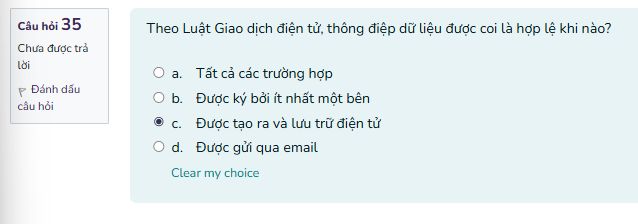 Câu hỏi 35
Chưa được trả
lời
Đánh dấu
câu hỏi
Theo Luật Giao dịch điện tử, thông điệp dữ liệu được coi là hợp lệ khi nào?
a. Tất cả các trường hợp
b. Được ký bởi ít nhất một bên
c. Được tạo ra và lưu trữ điện tử
d. Được gửi qua email
Clear my choice